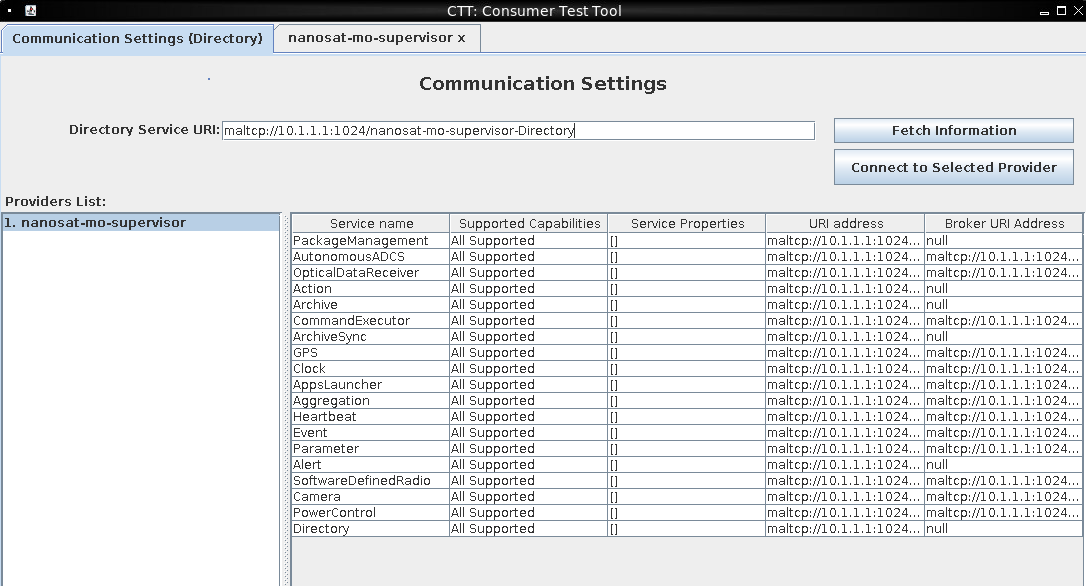 CTT: Consumer Test Tool
Communication Settings (Directory) nanosat-mo-supervisor x
Communication Settings
Directory Service URI: maltcp://10.1.1.1:1024/nanosat-mo-supervisor-Directory Fetch Information
Connect to Selected Provider
Providers List:
1. nanosat-mo-supervisor
Service name Supported Capabilities Service Properties URI address Broker URI Address
PackageManagement All Supported [] maltcp://10.1.1.1:1024... null
AutonomousADCS All Supported [] maltcp://10.1.1.1:1024... maltcp://10.1.1.1:1024...
OpticalDataReceiver All Supported [] maltcp://10.1.1.1:1024... maltcp://10.1.1.1:1024...
Action All Supported [] maltcp://10.1.1.1:1024... null
Archive All Supported [] maltcp://10.1.1.1:1024... null
CommandExecutor All Supported [] maltcp://10.1.1.1:1024... maltcp://10.1.1.1:1024...
ArchiveSync All Supported [] maltcp://10.1.1.1:1024... null
GPS All Supported [] maltcp://10.1.1.1:1024... maltcp://10.1.1.1:1024...
Clock All Supported [] maltcp://10.1.1.1:1024... maltcp://10.1.1.1:1024...
AppsLauncher All Supported [] maltcp://10.1.1.1:1024... maltcp://10.1.1.1:1024...
Aggregation All Supported [] maltcp://10.1.1.1:1024... maltcp://10.1.1.1:1024...
Heartbeat All Supported [] maltcp://10.1.1.1:1024... maltcp://10.1.1.1:1024...
Event All Supported [] maltcp://10.1.1.1:1024... maltcp://10.1.1.1:1024...
Parameter All Supported [] maltcp://10.1.1.1:1024... maltcp://10.1.1.1:1024...
Alert All Supported [] maltcp://10.1.1.1:1024... null
SoftwareDefinedRadio All Supported [] maltcp://10.1.1.1:1024... maltcp://10.1.1.1:1024...
Camera All Supported [] maltcp://10.1.1.1:1024... maltcp://10.1.1.1:1024...
PowerControl All Supported [] maltcp://10.1.1.1:1024... maltcp://10.1.1.1:1024...
Directory All Supported [] maltcp://10.1.1.1:1024... null